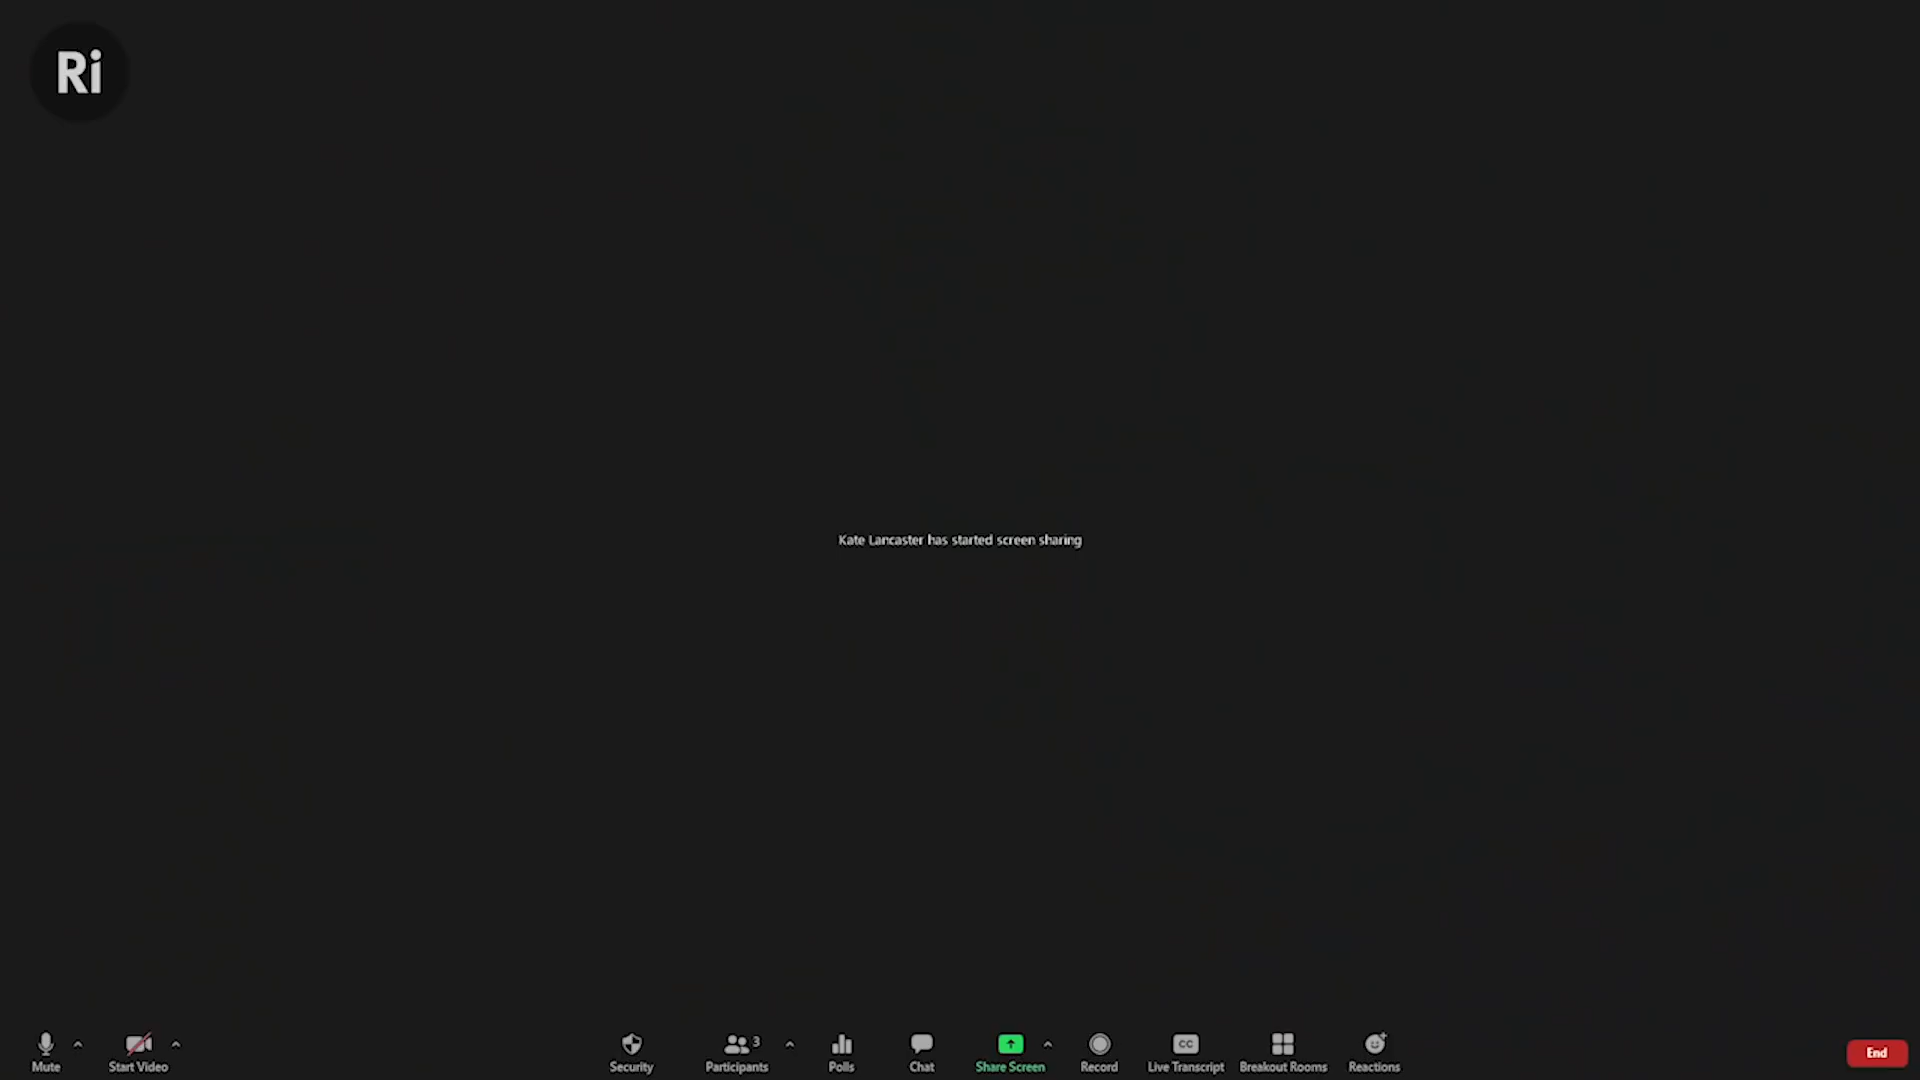 Ri
Kate Lancaster has started screen sharing
Mute
Start Video
Security
3
Participants
Polls
Chat
Share Screen
Record
CC
Live Transcript
Breakout Rooms
Reactions
End